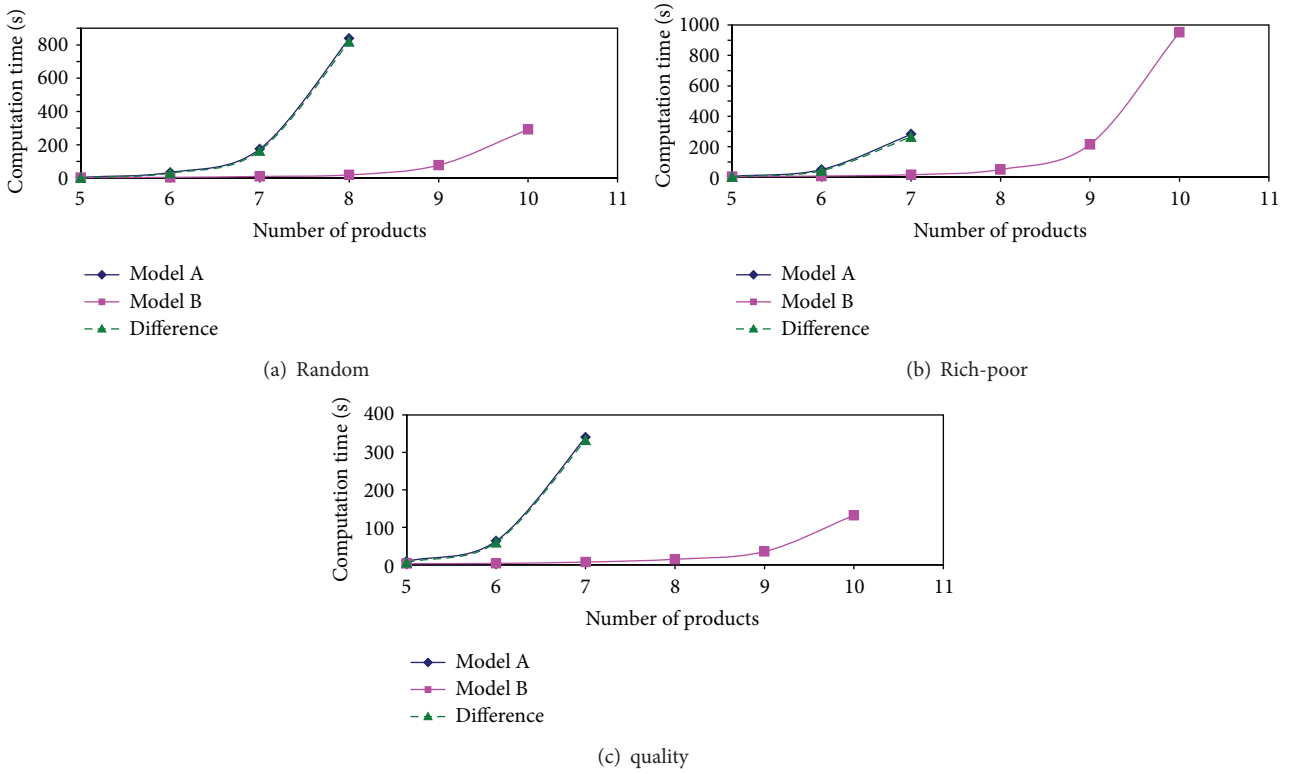 Computation time (s)
800
600
400
200
0
5 6 7 8 9 10 11
Number of products
Model A
Model B
Difference
(a) Random
Computation time (s)
1000
800
600
400
200
0
5 6 7 8 9 10 11
Number of products
Model A
Model B
Difference
(b) Rich-poor
Computation time (s)
400
300
200
100
0
5 6 7 8 9 10 11
Number of products
Model A
Model B
Difference
(c) quality